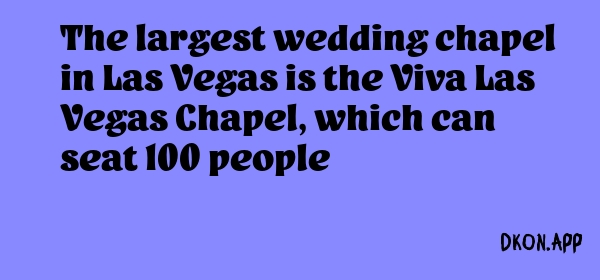 The largest wedding chapel
in Las Vegas is the Viva Las
Vegas Chapel, which can
seat 100 people
DKON.APP